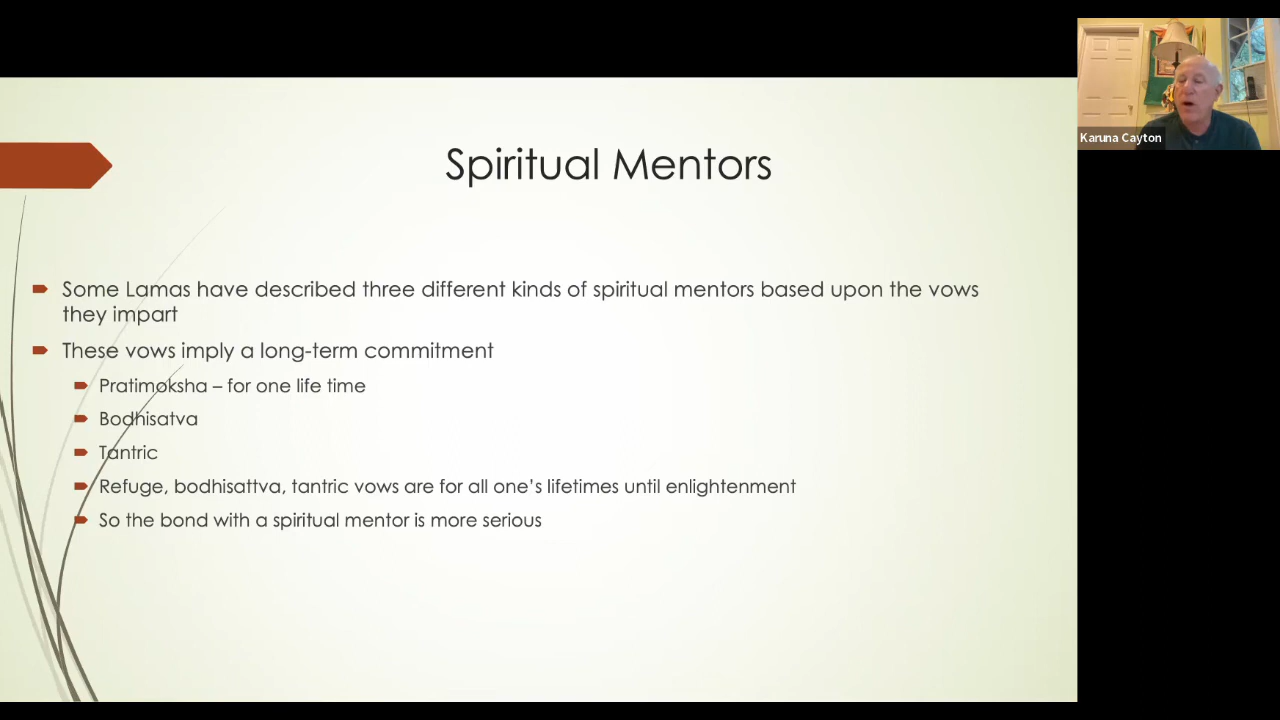 Spiritual Mentors
Some Lamas have described three different kinds of spiritual mentors based upon the vows
they impart
These vows imply a long-term commitment
Pratimoksha – for one life time
Bodhisatva
Tantric
Refuge, bodhisattva, tantric vows are for all one's lifetimes until enlightenment
So the bond with a spiritual mentor is more serious
Karuna Cayton